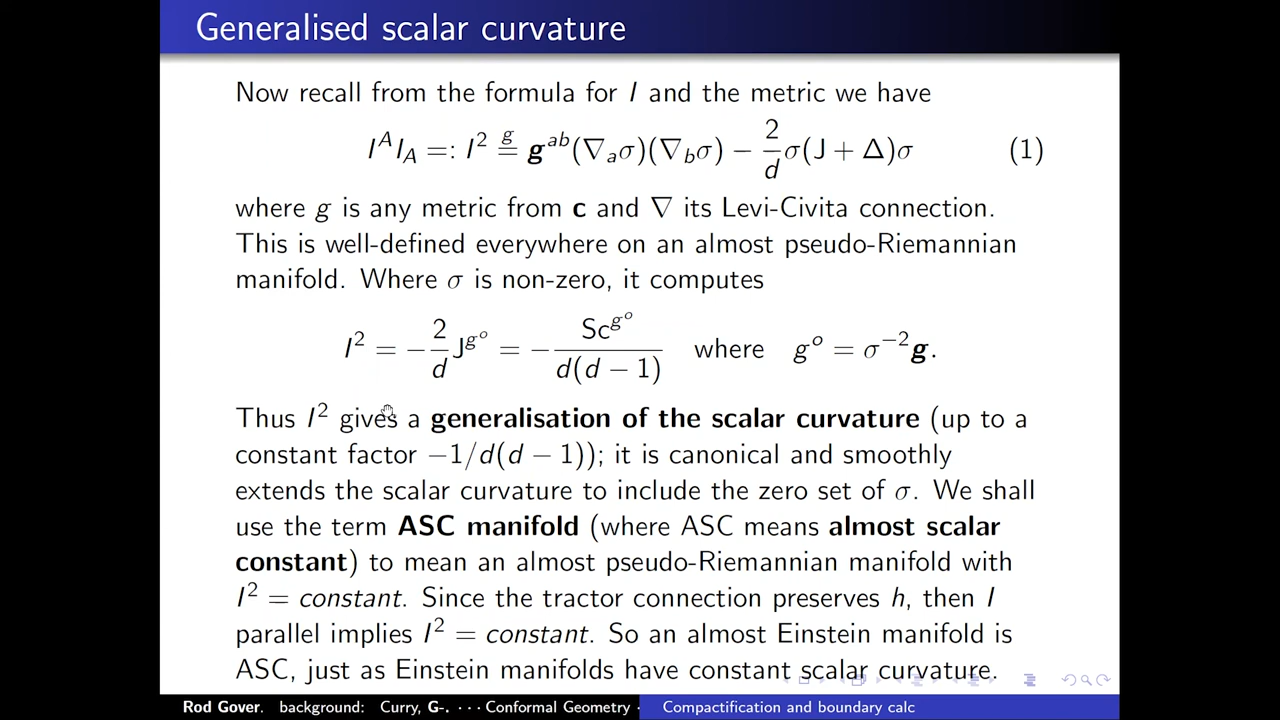 Generalised scalar curvature
Now recall from the formula for I and the metric we have
I^A I_A =: I² ᵍ= g^{ab}(∇_a σ)(∇_b σ) − 2/d σ(J + Δ)σ (1)
where g is any metric from c and ∇ its Levi-Civita connection.
This is well-defined everywhere on an almost pseudo-Riemannian
manifold. Where σ is non-zero, it computes
I² = −2/d J^{g^o} = − Sc^{g^o}/d(d − 1) where g^o = σ^{−2} g.
Thus I² gives a generalisation of the scalar curvature (up to a
constant factor −1/d(d − 1)); it is canonical and smoothly
extends the scalar curvature to include the zero set of σ. We shall
use the term ASC manifold (where ASC means almost scalar
constant) to mean an almost pseudo-Riemannian manifold with
I² = constant. Since the tractor connection preserves h, then I
parallel implies I² = constant. So an almost Einstein manifold is
ASC, just as Einstein manifolds have constant scalar curvature.
Rod Gover. background: Curry, G-. · · · Conformal Geometry · Compactification and boundary calc